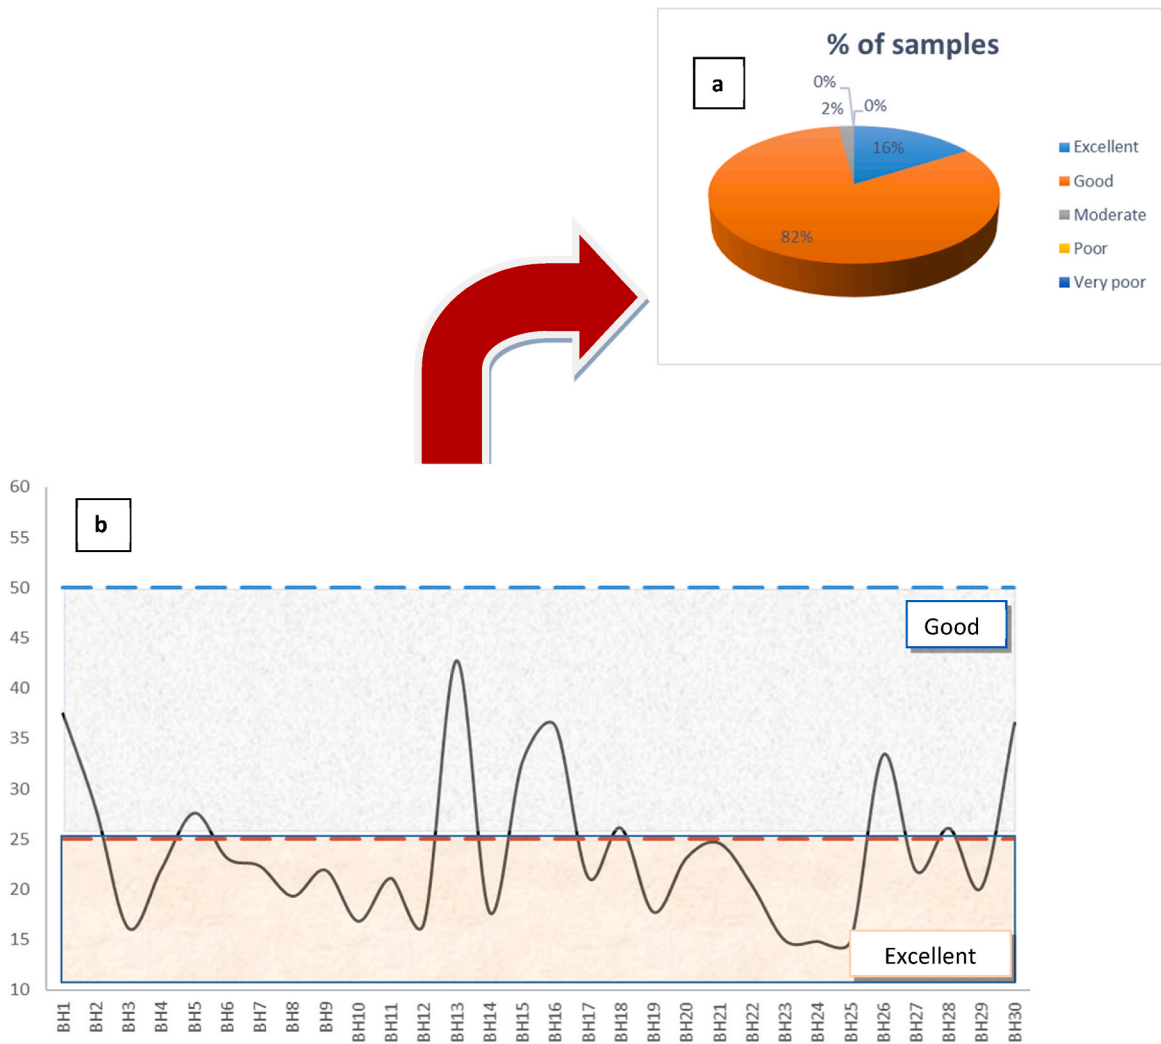 % of samples
a
0%
2%
0%
16%
82%
Excellent
Good
Moderate
Poor
Very poor
b
60
55
50
45
40
35
30
25
20
15
10
Good
Excellent
BH1
BH2
BH3
BH4
BH5
BH6
BH7
BH8
BH9
BH10
BH11
BH12
BH13
BH14
BH15
BH16
BH17
BH18
BH19
BH20
BH21
BH22
BH23
BH24
BH25
BH26
BH27
BH28
BH29
BH30